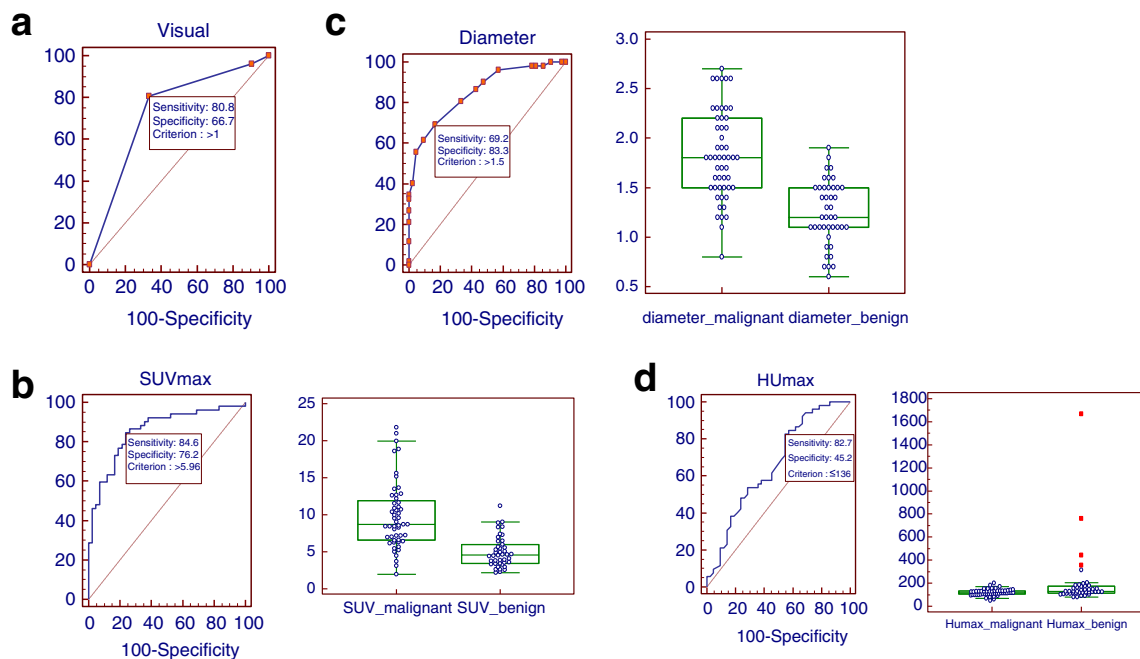 a
Visual
100
80
60
40
20
0
Sensitivity: 80.8
Specificity: 66.7
Criterion : >1
0 20 40 60 80 100
100-Specificity
c
Diameter
100
80
60
40
20
0
Sensitivity: 69.2
Specificity: 83.3
Criterion : >1.5
0 20 40 60 80 100
100-Specificity
3.0
2.5
2.0
1.5
1.0
0.5
diameter_malignant diameter_benign
b
SUVmax
100
80
60
40
20
0
Sensitivity: 84.6
Specificity: 76.2
Criterion : >5.96
0 20 40 60 80 100
100-Specificity
25
20
15
10
5
0
SUV_malignant SUV_benign
d
HUmax
100
80
60
40
20
0
Sensitivity: 82.7
Specificity: 45.2
Criterion : ≤136
0 20 40 60 80 100
100-Specificity
1800
1600
1400
1200
1000
800
600
400
200
0
Humax_malignant Humax_benign